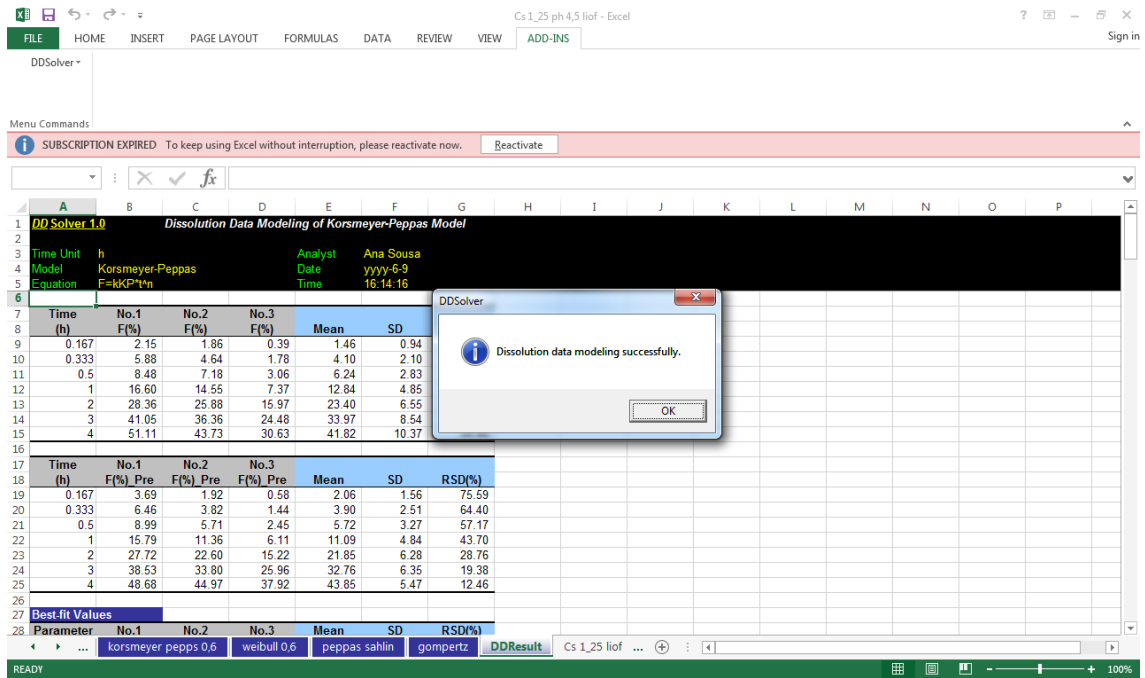 Cs 1_25 ph 4,5 liof - Excel
FILE HOME INSERT PAGE LAYOUT FORMULAS DATA REVIEW VIEW ADD-INS Sign in
DDSolver
Menu Commands
SUBSCRIPTION EXPIRED To keep using Excel without interruption, please reactivate now. Reactivate
fx
A B C D E F G H I J K L M N O P
1 DD Solver 1.0 Dissolution Data Modeling of Korsmeyer-Peppas Model
2
3 Time Unit h Analyst Ana Sousa
4 Model Korsmeyer-Peppas Date yyyy-6-9
5 Equation F=kKP*t^n Time 16:14:16
6
7 Time No.1 No.2 No.3
8 (h) F(%) F(%) F(%) Mean SD
9 0.167 2.15 1.86 0.39 1.46 0.94
10 0.333 5.88 4.64 1.78 4.10 2.10
11 0.5 8.48 7.18 3.06 6.24 2.83
12 1 16.60 14.55 7.37 12.84 4.85
13 2 28.36 25.88 15.97 23.40 6.55
14 3 41.05 36.36 24.48 33.97 8.54
15 4 51.11 43.73 30.63 41.82 10.37
16
17 Time No.1 No.2 No.3
18 (h) F(%)_Pre F(%)_Pre F(%)_Pre Mean SD RSD(%)
19 0.167 3.69 1.92 0.58 2.06 1.56 75.59
20 0.333 6.46 3.82 1.44 3.90 2.51 64.40
21 0.5 8.99 5.71 2.45 5.72 3.27 57.17
22 1 15.79 11.36 6.11 11.09 4.84 43.70
23 2 27.72 22.60 15.22 21.85 6.28 28.76
24 3 38.53 33.80 25.96 32.76 6.35 19.38
25 4 48.68 44.97 37.92 43.85 5.47 12.46
26
27 Best-fit Values
28 Parameter No.1 No.2 No.3 Mean SD RSD(%)
DDSolver
Dissolution data modeling successfully.
OK
... korsmeyer pepps 0,6 weibull 0,6 peppas sahlin gompertz DDResult Cs 1_25 liof ...
READY 100%